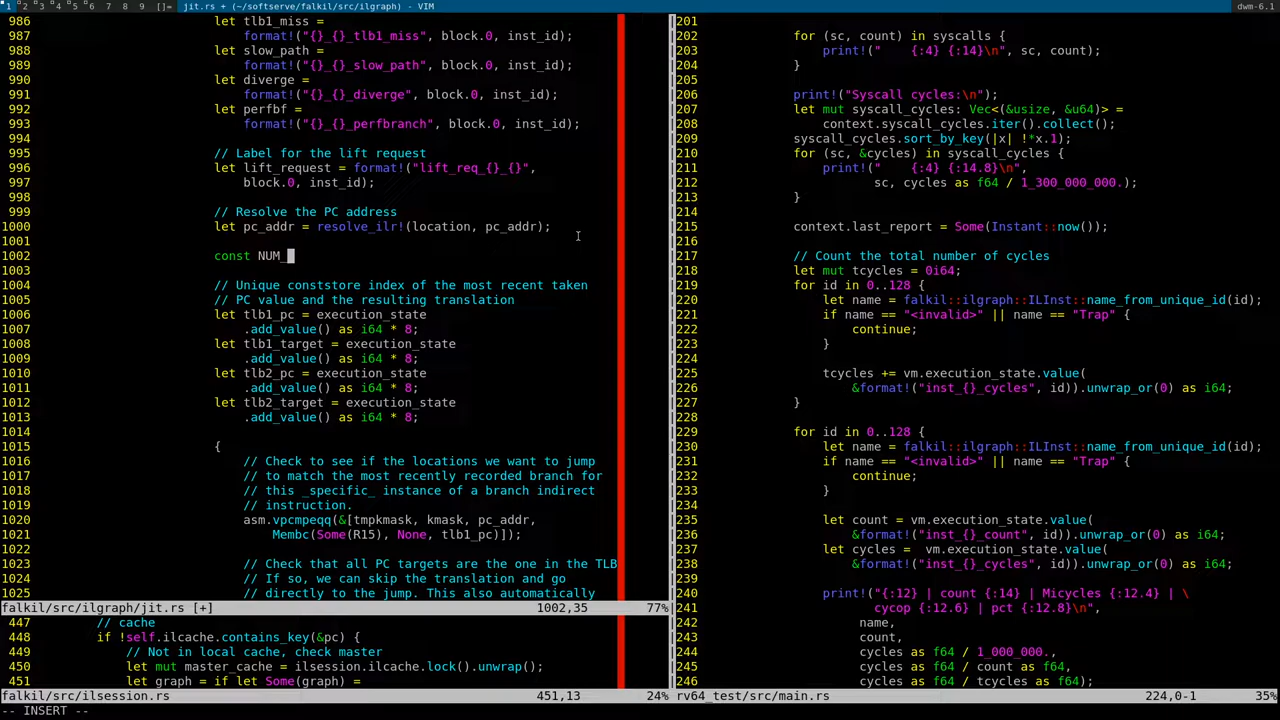 1 2 3 4 5 6 7 8 9 []= jit.rs + (~/softserve/falkil/src/ilgraph) - VIM dwm-6.1
986 let tlb1_miss =
987 format!("{}_{}_tlb1_miss", block.0, inst_id);
988 let slow_path =
989 format!("{}_{}_slow_path", block.0, inst_id);
990 let diverge =
991 format!("{}_{}_diverge", block.0, inst_id);
992 let perfbf =
993 format!("{}_{}_perfbranch", block.0, inst_id);
994
995 // Label for the lift request
996 let lift_request = format!("lift_req_{}_{}",
997 block.0, inst_id);
998
999 // Resolve the PC address
1000 let pc_addr = resolve_ilr!(location, pc_addr);
1001
1002 const NUM_
1003
1004 // Unique conststore index of the most recent taken
1005 // PC value and the resulting translation
1006 let tlb1_pc = execution_state
1007 .add_value() as i64 * 8;
1008 let tlb1_target = execution_state
1009 .add_value() as i64 * 8;
1010 let tlb2_pc = execution_state
1011 .add_value() as i64 * 8;
1012 let tlb2_target = execution_state
1013 .add_value() as i64 * 8;
1014
1015 {
1016 // Check to see if the locations we want to jump
1017 // to match the most recently recorded branch for
1018 // this _specific_ instance of a branch indirect
1019 // instruction.
1020 asm.vpcmpeqq(&[tmpkmask, kmask, pc_addr,
1021 Membc(Some(R15), None, tlb1_pc)]);
1022
1023 // Check that all PC targets are the one in the TLB
1024 // If so, we can skip the translation and go
1025 // directly to the jump. This also automatically
falkil/src/ilgraph/jit.rs [+] 1002,35 77%
447 // cache
448 if !self.ilcache.contains_key(&pc) {
449 // Not in local cache, check master
450 let mut master_cache = ilsession.ilcache.lock().unwrap();
451 let graph = if let Some(graph) =
falkil/src/ilsession.rs 451,13 24%
-- INSERT --
201
202 for (sc, count) in syscalls {
203 print!(" {:4} {:14}\n", sc, count);
204 }
205
206 print!("Syscall cycles:\n");
207 let mut syscall_cycles: Vec<(&usize, &u64)> =
208 context.syscall_cycles.iter().collect();
209 syscall_cycles.sort_by_key(|x| !*x.1);
210 for (sc, &cycles) in syscall_cycles {
211 print!(" {:4} {:14.8}\n",
212 sc, cycles as f64 / 1_300_000_000.);
213 }
214
215 context.last_report = Some(Instant::now());
216
217 // Count the total number of cycles
218 let mut tcycles = 0i64;
219 for id in 0..128 {
220 let name = falkil::ilgraph::ILInst::name_from_unique_id(id);
221 if name == "<invalid>" || name == "Trap" {
222 continue;
223 }
224
225 tcycles += vm.execution_state.value(
226 &format!("inst_{}_cycles", id)).unwrap_or(0) as i64;
227 }
228
229 for id in 0..128 {
230 let name = falkil::ilgraph::ILInst::name_from_unique_id(id);
231 if name == "<invalid>" || name == "Trap" {
232 continue;
233 }
234
235 let count = vm.execution_state.value(
236 &format!("inst_{}_count", id)).unwrap_or(0) as i64;
237 let cycles = vm.execution_state.value(
238 &format!("inst_{}_cycles", id)).unwrap_or(0) as i64;
239
240 print!("{:12} | count {:14} | Micycles {:12.4} | \
241 cycop {:12.6} | pct {:12.8}\n",
242 name,
243 count,
244 cycles as f64 / 1_000_000.,
245 cycles as f64 / count as f64,
246 cycles as f64 / tcycles as f64);
rv64_test/src/main.rs 224,0-1 35%